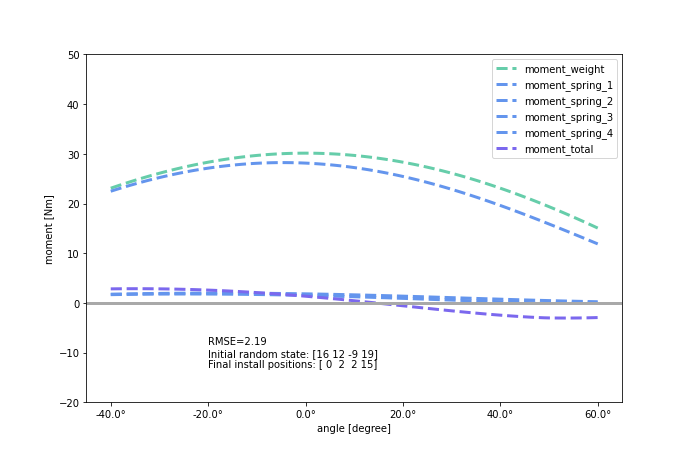 50
40
30
20
10
0
−10
−20
moment [Nm]
moment_weight
moment_spring_1
moment_spring_2
moment_spring_3
moment_spring_4
moment_total
RMSE=2.19
Initial random state: [16 12 -9 19]
Final install positions: [ 0  2  2 15]
-40.0° -20.0° 0.0° 20.0° 40.0° 60.0°
angle [degree]